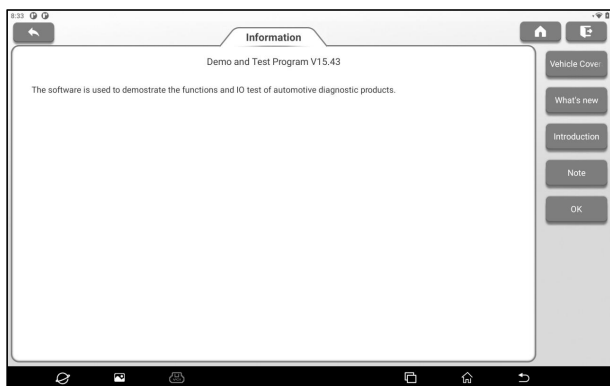 8:33
Information
Demo and Test Program V15.43
The software is used to demostrate the functions and IO test of automotive diagnostic products.
Vehicle Cover
What's new
Introduction
Note
OK